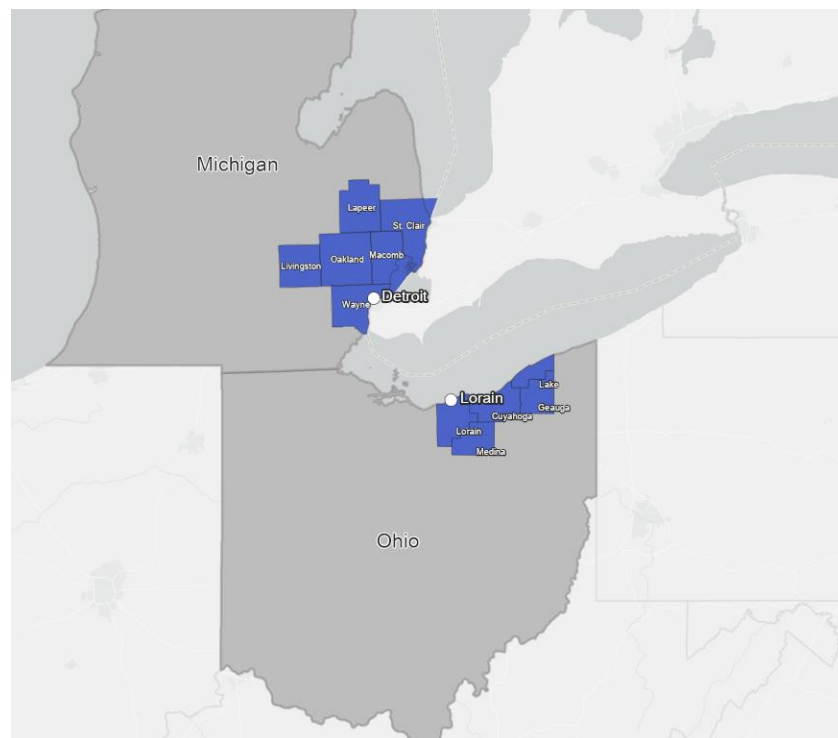 Michigan
Lapeer
St. Clair
Oakland
Macomb
Livingston
Wayne
Detroit
Lorain
Lake
Geauga
Cuyahoga
Lorain
Medina
Ohio